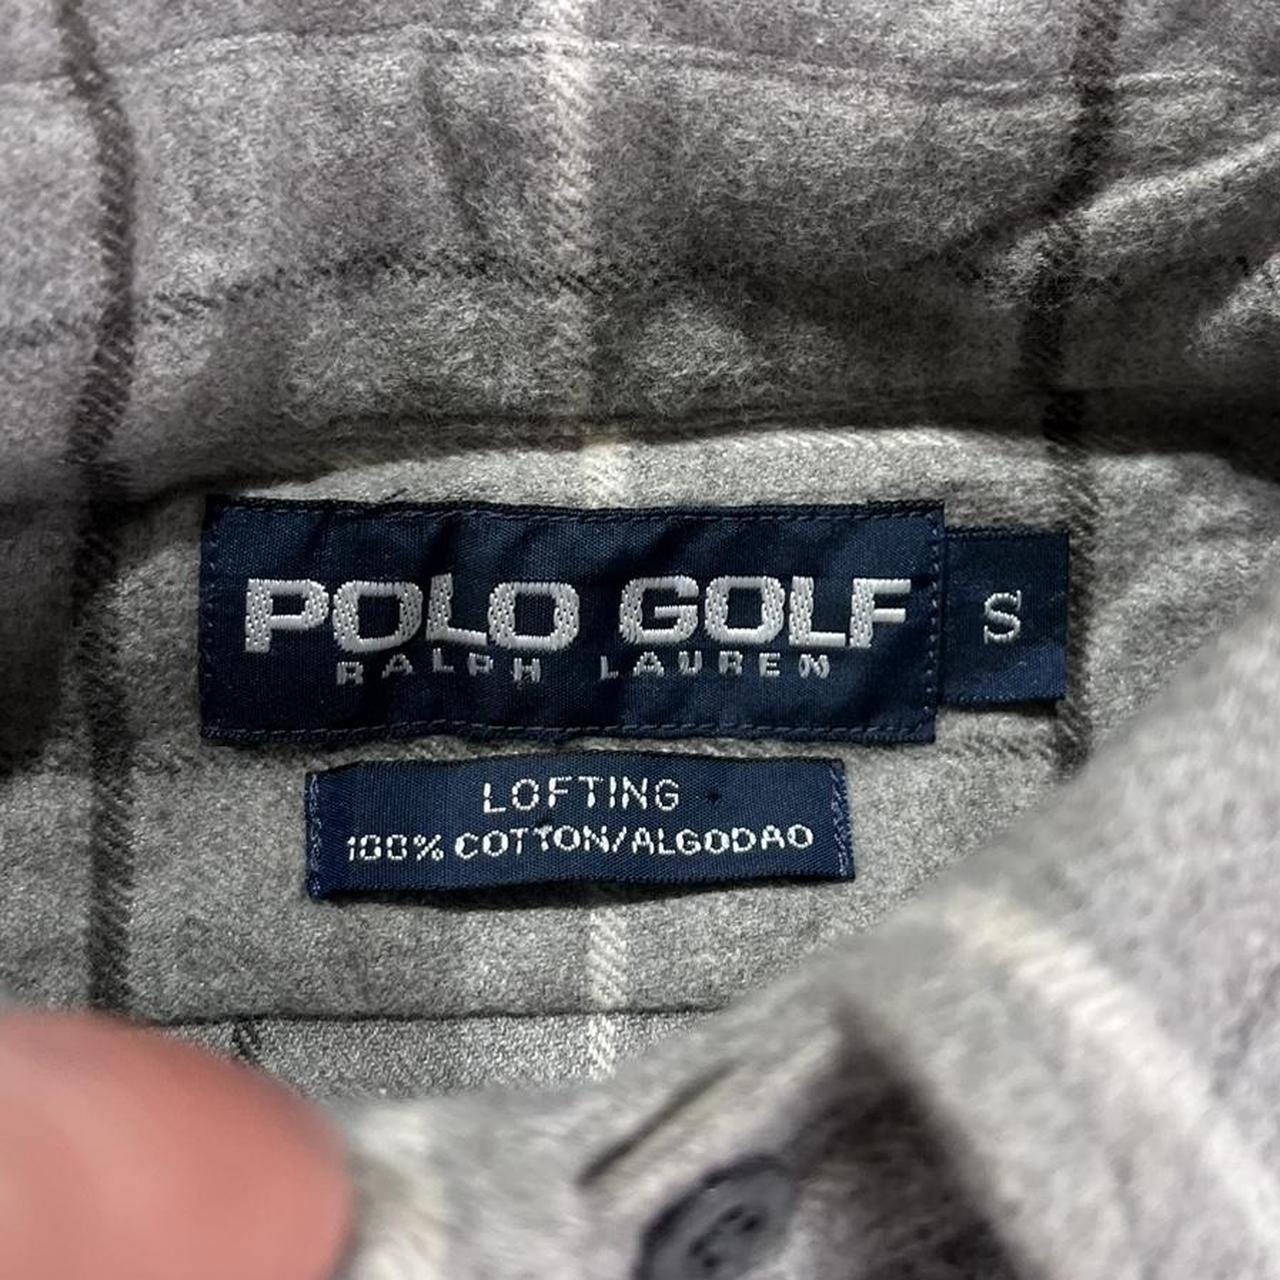 POLO GOLF
RALPH LAUREN
S
LOFTING
100% COTTON/ALGODAO